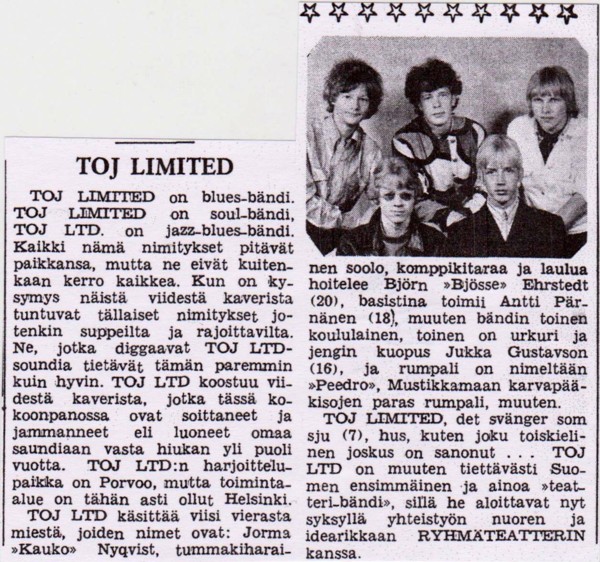 TOJ LIMITED
TOJ LIMITED on blues-bändi.
TOJ LIMITED on soul-bändi,
TOJ LTD. on jazz-blues-bändi.
Kaikki nämä nimitykset pitävät
paikkansa, mutta ne eivät kuiten-
kaan kerro kaikkea. Kun on ky-
symys näistä viidestä kaverista
tuntuvat tällaiset nimitykset jo-
tenkin suppeilta ja rajoittavilta.
Ne, jotka diggaavat TOJ LTD-
soundia tietävät tämän paremmin
kuin hyvin. TOJ LTD koostuu vii-
destä kaverista, jotka tässä ko-
koonpanossa ovat soittaneet ja
jammanneet eli luoneet omaa
saundiaan vasta hiukan yli puoli
vuotta. TOJ LTD:n harjoittelu-
paikka on Porvoo, mutta toiminta-
alue on tähän asti ollut Helsinki.
TOJ LTD käsittää viisi vierasta
miestä, joiden nimet ovat: Jorma
»Kauko» Nyqvist, tummakiharai-
nen soolo, komppikitaraa ja laulua
hoitelee Björn »Bjösse» Ehrstedt
(20), basistina toimii Antti Pär-
nänen (18), muuten bändin toinen
koululainen, toinen on urkuri ja
jengin kuopus Jukka Gustavson
(16), ja rumpali on nimeltään
»Peedro», Mustikkamaan karvapää-
kisojen paras rumpali, muuten.
TOJ LIMITED, det svänger som
sju (7), hus, kuten joku toiskieli-
nen joskus on sanonut . . . TOJ
LTD on muuten tiettävästi Suo-
men ensimmäinen ja ainoa »teat-
teri-bändi», sillä he aloittavat nyt
syksyllä yhteistyön nuoren ja
idearikkaan RYHMÄTEATTERIN
kanssa.